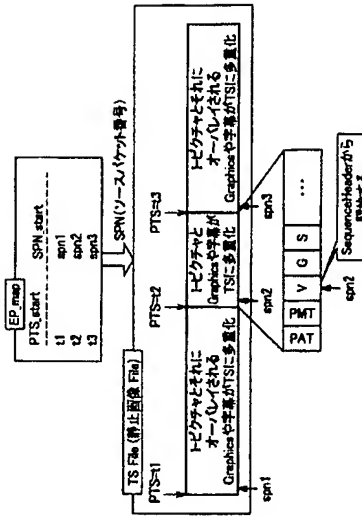 EP_map
PTS_start SPN_start
t1 spn1
t2 spn2
t3 spn3
SPN(ソースパケット番号)
TS File (静止画像 File)
PTS=t1
PTS=t2
PTS=t3
I-ピクチャとそれに
オーバレイされる
Graphicsや字幕がTSに多重化
I-ピクチャと
Graphicsや字幕が
TSに多重化
I-ピクチャとそれに
オーバーレイされる
Graphicsや字幕がTSに多重化
spn1
spn2
spn3
PAT
PMT
V
G
S
…
spn2
SequenceHeaderから